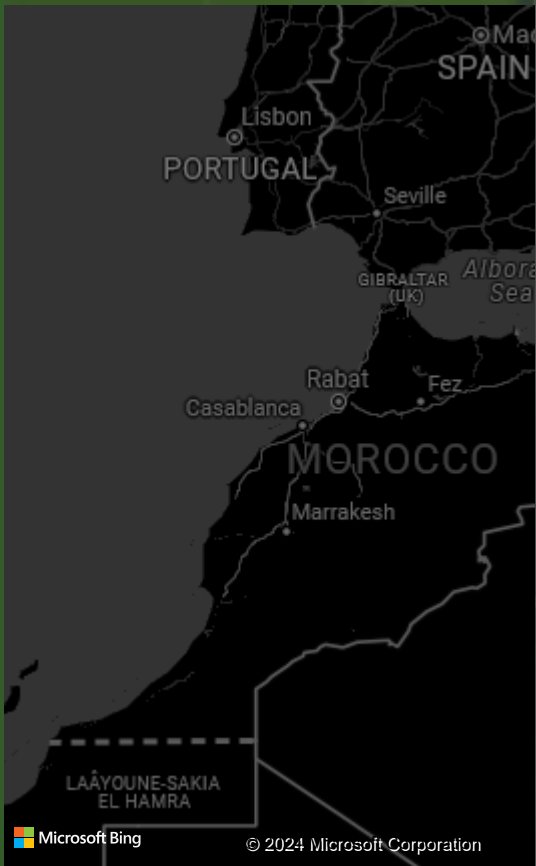 Mad
SPAIN
Lisbon
PORTUGAL
Seville
GIBRALTAR
(UK)
Albora
Sea
Rabat
Fez
Casablanca
MOROCCO
Marrakesh
LAÂYOUNE-SAKIA
EL HAMRA
Microsoft Bing
© 2024 Microsoft Corporation